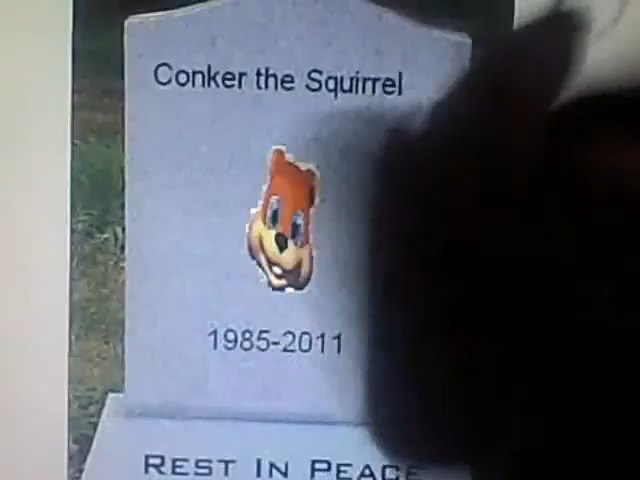 Conker the Squirrel
1985-2011
REST IN PEACE